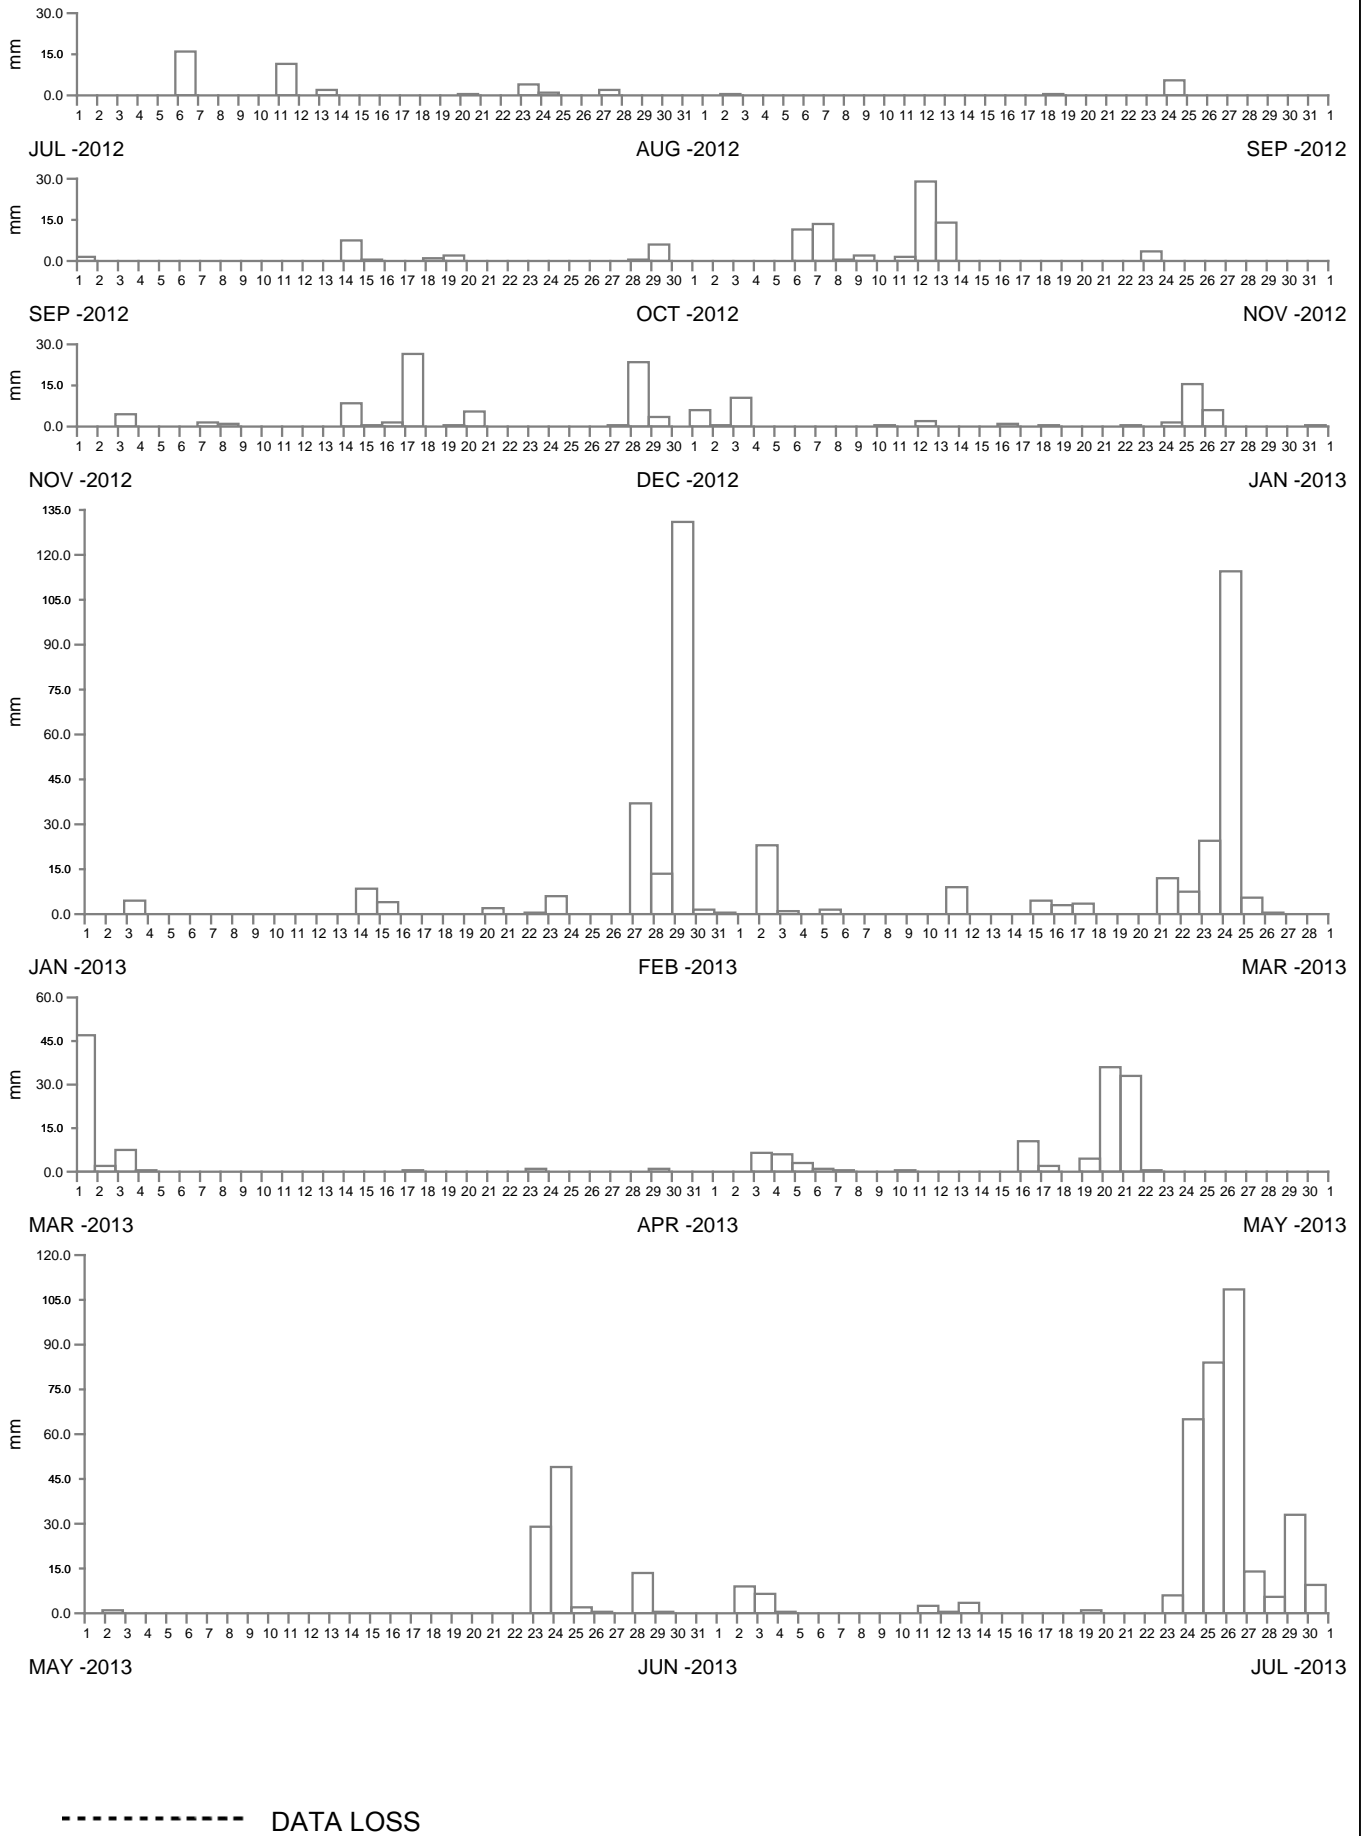 30.0
mm
15.0
0.0
1 2 3 4 5 6 7 8 9 10 11 12 13 14 15 16 17 18 19 20 21 22 23 24 25 26 27 28 29 30 31 1 2 3 4 5 6 7 8 9 10 11 12 13 14 15 16 17 18 19 20 21 22 23 24 25 26 27 28 29 30 31 1
JUL -2012 AUG -2012 SEP -2012
30.0
mm
15.0
0.0
1 2 3 4 5 6 7 8 9 10 11 12 13 14 15 16 17 18 19 20 21 22 23 24 25 26 27 28 29 30 1 2 3 4 5 6 7 8 9 10 11 12 13 14 15 16 17 18 19 20 21 22 23 24 25 26 27 28 29 30 31 1
SEP -2012 OCT -2012 NOV -2012
30.0
mm
15.0
0.0
1 2 3 4 5 6 7 8 9 10 11 12 13 14 15 16 17 18 19 20 21 22 23 24 25 26 27 28 29 30 1 2 3 4 5 6 7 8 9 10 11 12 13 14 15 16 17 18 19 20 21 22 23 24 25 26 27 28 29 30 31 1
NOV -2012 DEC -2012 JAN -2013
135.0
120.0
105.0
90.0
75.0
mm
60.0
45.0
30.0
15.0
0.0
1 2 3 4 5 6 7 8 9 10 11 12 13 14 15 16 17 18 19 20 21 22 23 24 25 26 27 28 29 30 31 1 2 3 4 5 6 7 8 9 10 11 12 13 14 15 16 17 18 19 20 21 22 23 24 25 26 27 28 1
JAN -2013 FEB -2013 MAR -2013
60.0
45.0
mm
30.0
15.0
0.0
1 2 3 4 5 6 7 8 9 10 11 12 13 14 15 16 17 18 19 20 21 22 23 24 25 26 27 28 29 30 31 1 2 3 4 5 6 7 8 9 10 11 12 13 14 15 16 17 18 19 20 21 22 23 24 25 26 27 28 29 30 1
MAR -2013 APR -2013 MAY -2013
120.0
105.0
90.0
75.0
mm
60.0
45.0
30.0
15.0
0.0
1 2 3 4 5 6 7 8 9 10 11 12 13 14 15 16 17 18 19 20 21 22 23 24 25 26 27 28 29 30 31 1 2 3 4 5 6 7 8 9 10 11 12 13 14 15 16 17 18 19 20 21 22 23 24 25 26 27 28 29 30 1
MAY -2013 JUN -2013 JUL -2013
DATA LOSS